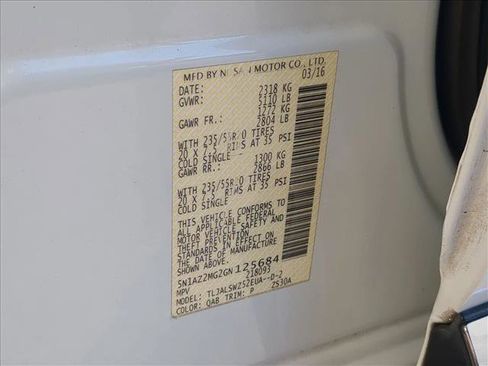 MFD BY NISSAN MOTOR CO., LTD.
DATE: 03/16
GVWR: 2318 KG
5110 LB
GAWR FR.: 1272 KG
2804 LB
WITH 235/55R20 TIRES
20 X 7.5 RIMS AT 35 PSI
COLD SINGLE
GAWR RR.: 1300 KG
2866 LB
WITH 235/55R20 TIRES
20 X 7.5 RIMS AT 35 PSI
COLD SINGLE
THIS VEHICLE CONFORMS TO
ALL APPLICABLE FEDERAL
MOTOR VEHICLE SAFETY AND
THEFT PREVENTION
STANDARDS IN EFFECT ON
THE DATE OF MANUFACTURE
5N1AZ2MG2GN125684
MPV 218093
MODEL: TLJALSWZ52EUA--D-2
COLOR: QAB TRIM: P ZS30A